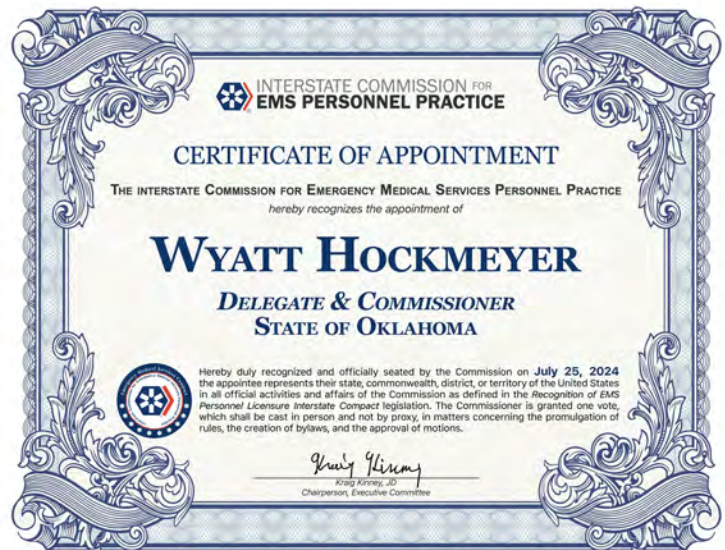 INTERSTATE COMMISSION FOR
EMS PERSONNEL PRACTICE
CERTIFICATE OF APPOINTMENT
THE INTERSTATE COMMISSION FOR EMERGENCY MEDICAL SERVICES PERSONNEL PRACTICE
hereby recognizes the appointment of
WYATT HOCKMEYER
DELEGATE & COMMISSIONER
STATE OF OKLAHOMA
Hereby duly recognized and officially seated by the Commission on July 25, 2024
the appointee represents their state, commonwealth, district, or territory of the United States
in all official activities and affairs of the Commission as defined in the Recognition of EMS
Personnel Licensure Interstate Compact legislation. The Commissioner is granted one vote,
which shall be cast in person and not by proxy, in matters concerning the promulgation of
rules, the creation of bylaws, and the approval of motions.
Kraig Kinney
Kraig Kinney, JD
Chairperson, Executive Committee